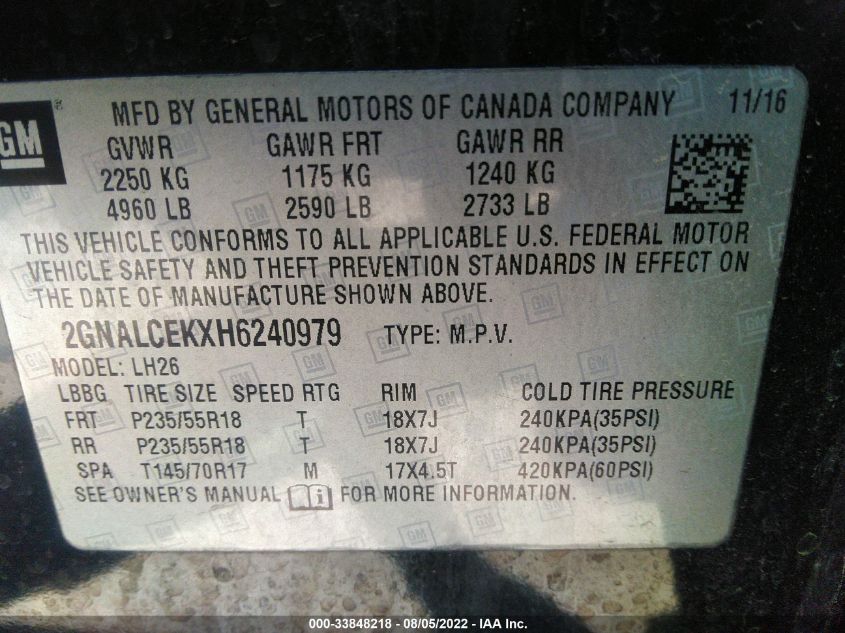 GM ® MFD BY GENERAL MOTORS OF CANADA COMPANY 11/16
GVWR GAWR FRT GAWR RR
2250 KG 1175 KG 1240 KG
4960 LB 2590 LB 2733 LB
THIS VEHICLE CONFORMS TO ALL APPLICABLE U.S. FEDERAL MOTOR
VEHICLE SAFETY AND THEFT PREVENTION STANDARDS IN EFFECT ON
THE DATE OF MANUFACTURE SHOWN ABOVE.
2GNALCEKXH6240979 TYPE: M.P.V.
MODEL: LH26
LBBG TIRE SIZE SPEED RTG RIM COLD TIRE PRESSURE
FRT P235/55R18 T 18X7J 240KPA(35PSI)
RR P235/55R18 T 18X7J 240KPA(35PSI)
SPA T145/70R17 M 17X4.5T 420KPA(60PSI)
SEE OWNER'S MANUAL FOR MORE INFORMATION.
000-33848218 - 08/05/2022 - IAA Inc.